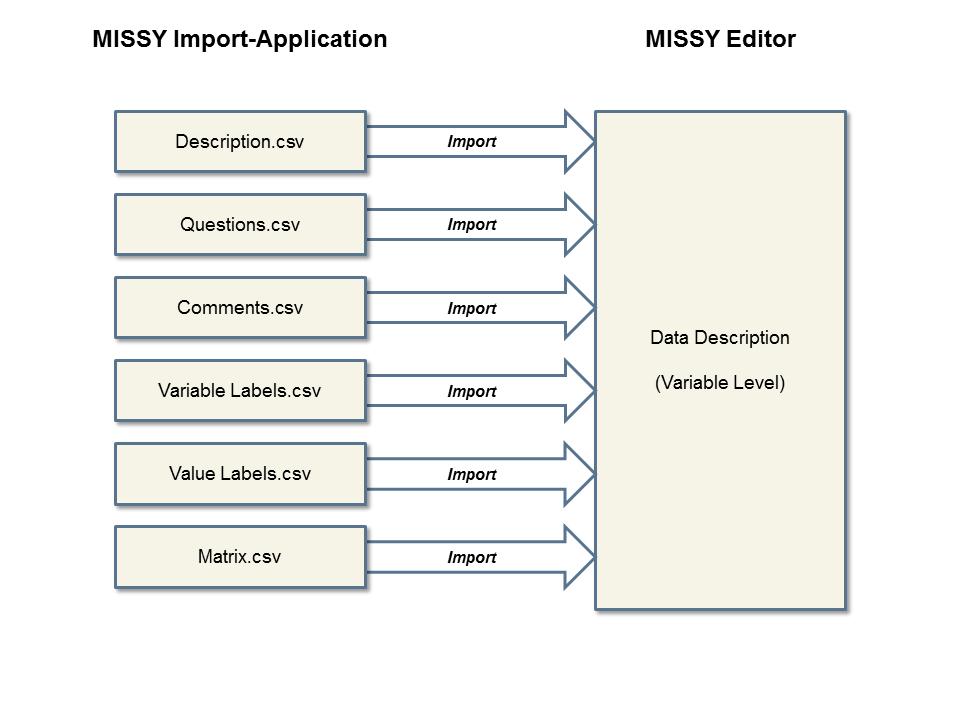 MISSY Import-Application
MISSY Editor
Description.csv
Import
Questions.csv
Import
Comments.csv
Import
Variable Labels.csv
Import
Value Labels.csv
Import
Matrix.csv
Import
Data Description
(Variable Level)